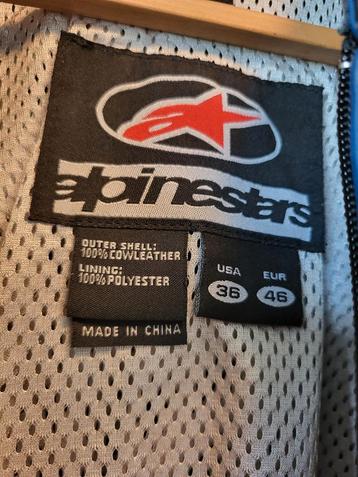 alpinestars
OUTER SHELL:
100% COWLEATHER
LINING:
100% POLYESTER
MADE IN CHINA
USA EUR
36 46